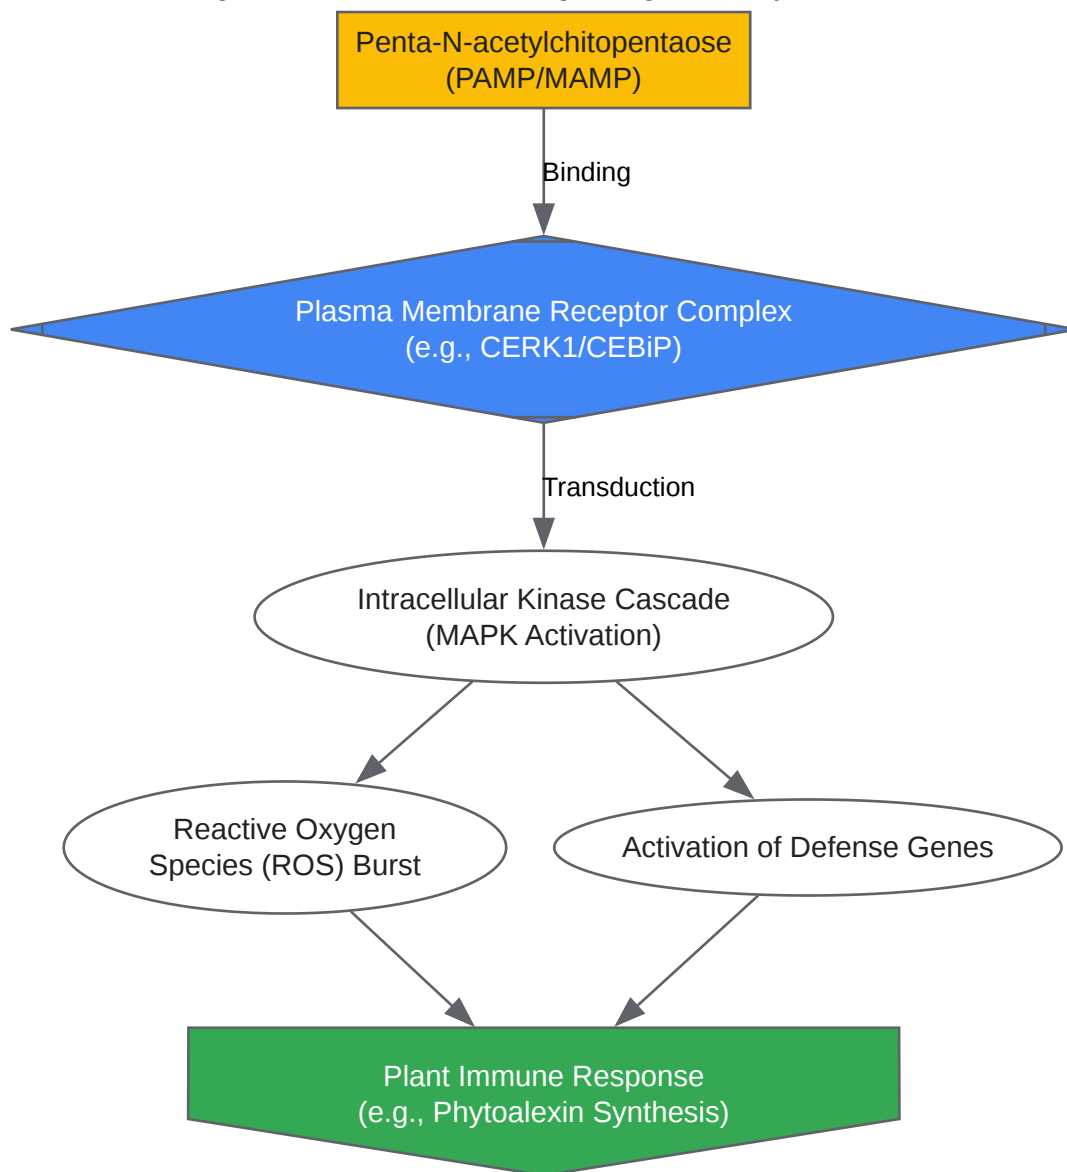 Penta-N-acetylchitopentaose
(PAMP/MAMP)
Binding
Plasma Membrane Receptor Complex
(e.g., CERK1/CEBiP)
Transduction
Intracellular Kinase Cascade
(MAPK Activation)
Reactive Oxygen
Species (ROS) Burst
Activation of Defense Genes
Plant Immune Response
(e.g., Phytoalexin Synthesis)